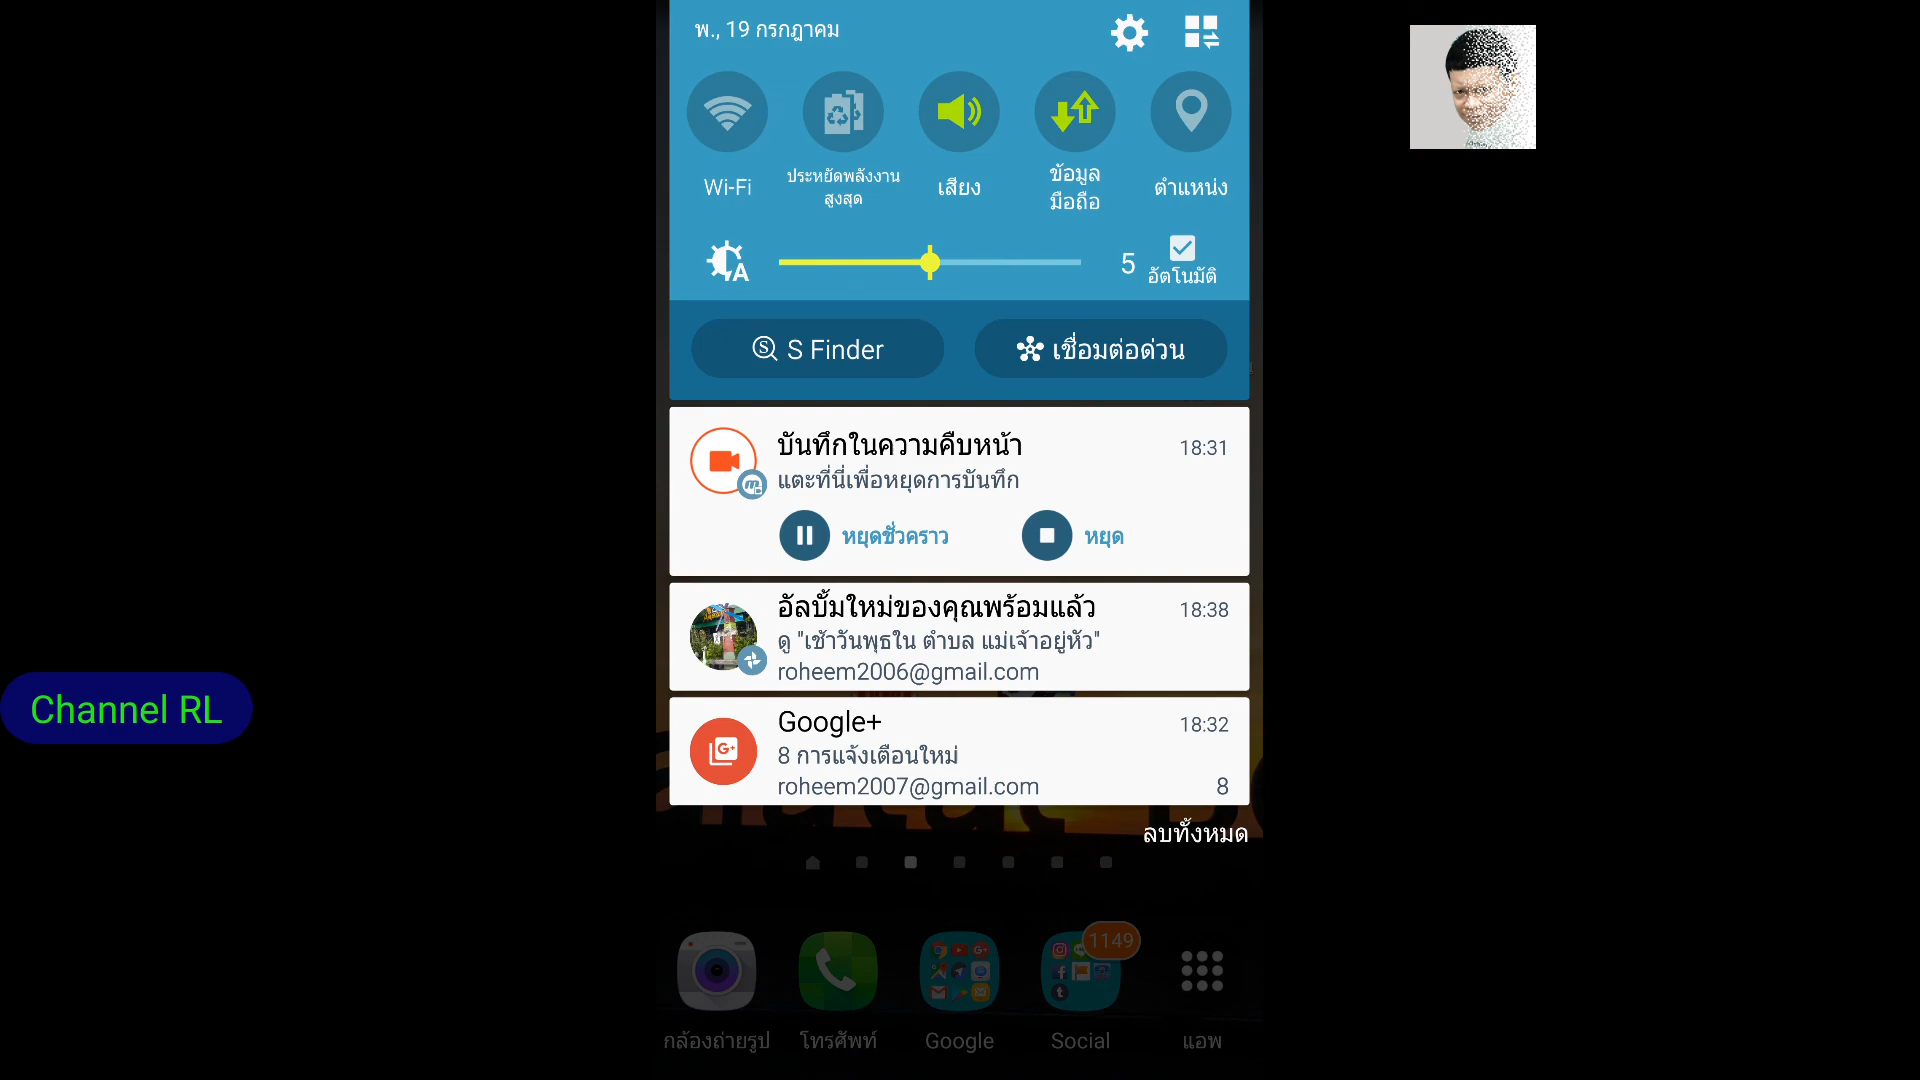 พ., 19 กรกฎาคม
Wi-Fi
ประหยัดพลังงาน
สูงสุด
เสียง
ข้อมูล
มือถือ
ตำแหน่ง
A
5
อัตโนมัติ
S Finder
เชื่อมต่อด่วน
บันทึกในความคืบหน้า
18:31
แตะที่นี่เพื่อหยุดการบันทึก
หยุดชั่วคราว
หยุด
อัลบั้มใหม่ของคุณพร้อมแล้ว
18:38
ดู "เช้าวันพุธใน ตำบล แม่เจ้าอยู่หัว"
roheem2006@gmail.com
Channel RL
Google+
18:32
8 การแจ้งเตือนใหม่
roheem2007@gmail.com
8
ลบทั้งหมด
1149
กล้องถ่ายรูป
โทรศัพท์
Google
Social
แอพ